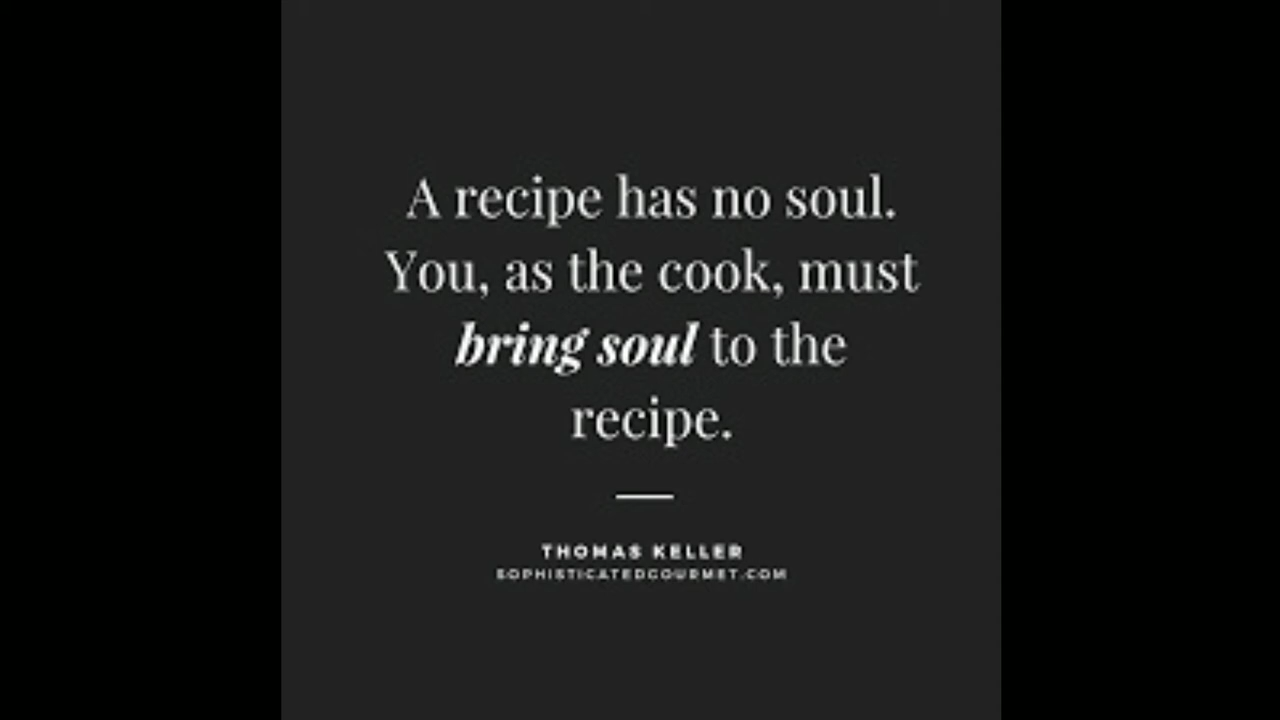 A recipe has no soul.
You, as the cook, must
bring soul to the
recipe.
THOMAS KELLER
SOPHISTICATEDGOURMET.COM